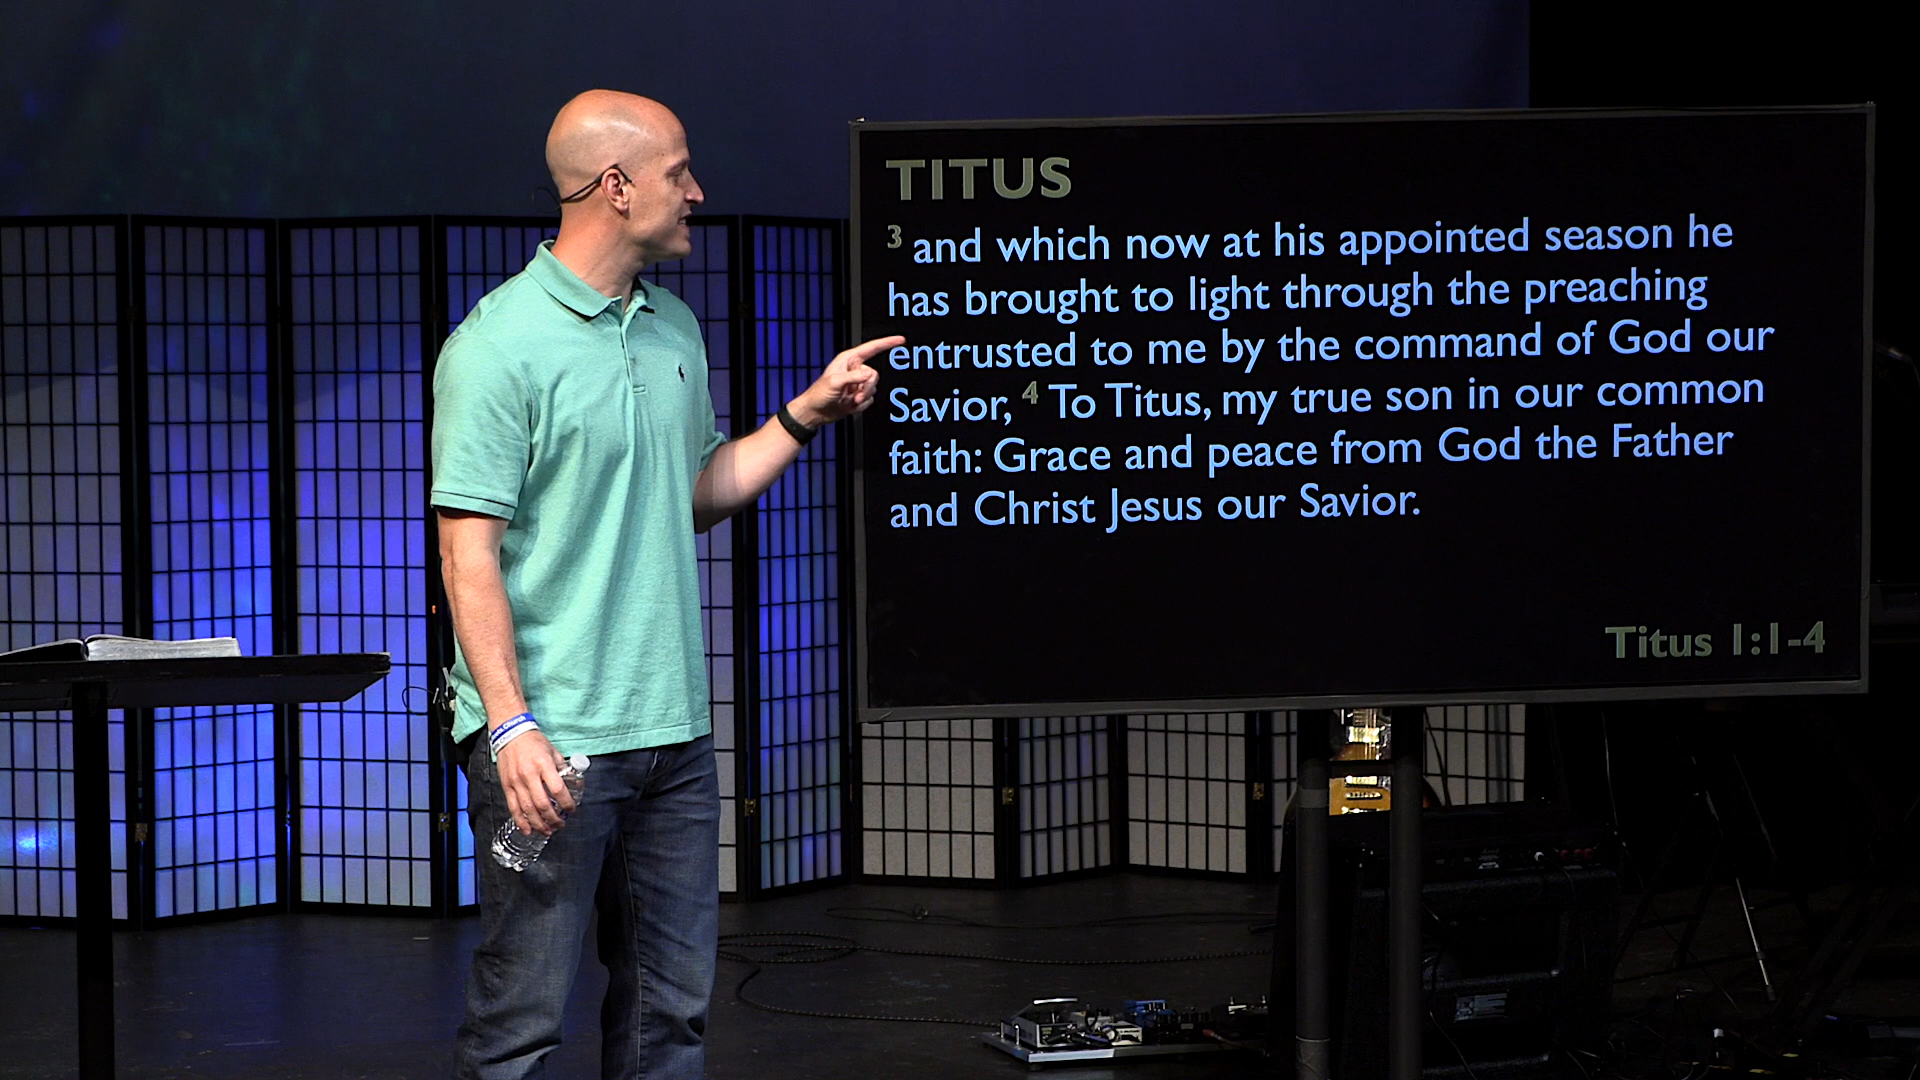 TITUS
3 and which now at his appointed season he
has brought to light through the preaching
entrusted to me by the command of God our
Savior, 4 To Titus, my true son in our common
faith: Grace and peace from God the Father
and Christ Jesus our Savior.
Titus 1:1-4